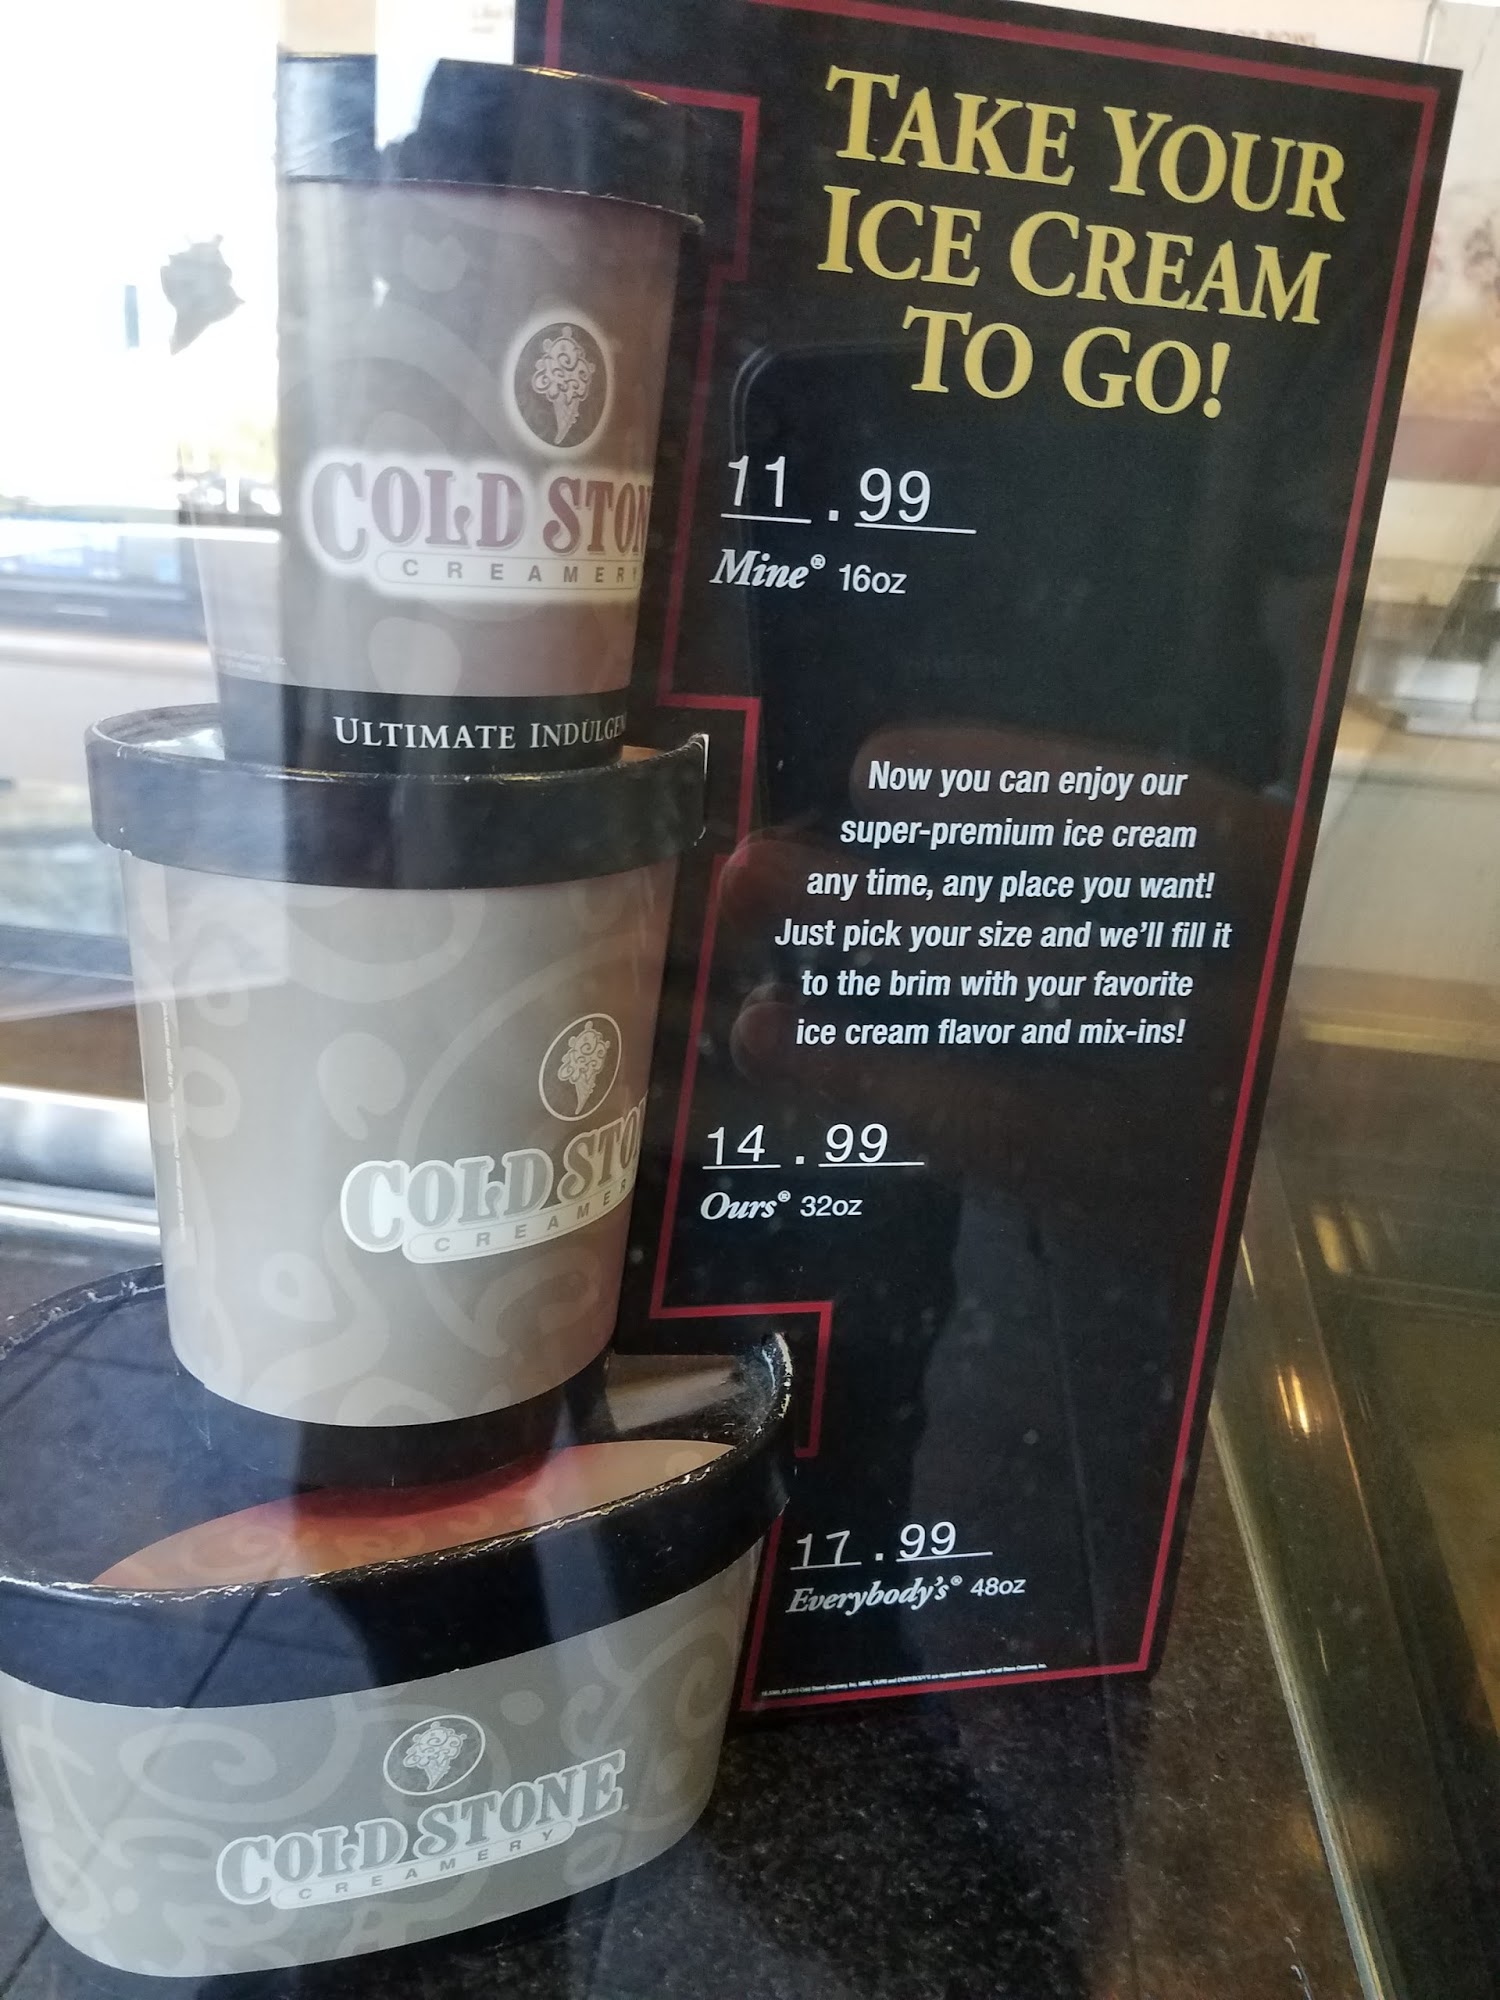 TAKE YOUR
ICE CREAM
TO GO!
11.99
Mine® 16oz
Now you can enjoy our
super-premium ice cream
any time, any place you want!
Just pick your size and we'll fill it
to the brim with your favorite
ice cream flavor and mix-ins!
14.99
Ours® 32oz
17.99
Everybody's® 48oz
COLD STON
CREAMERY
ULTIMATE INDULGEN
COLD STO
CREAMER
COLD STONE
CREAMERY